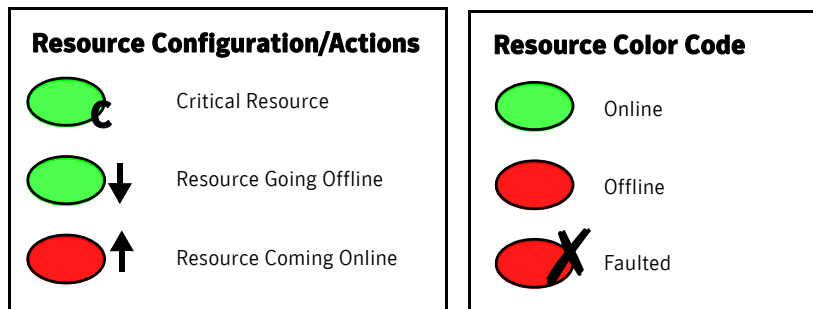 Resource Configuration/Actions
C Critical Resource
Resource Going Offline
Resource Coming Online
Resource Color Code
Online
Offline
X Faulted